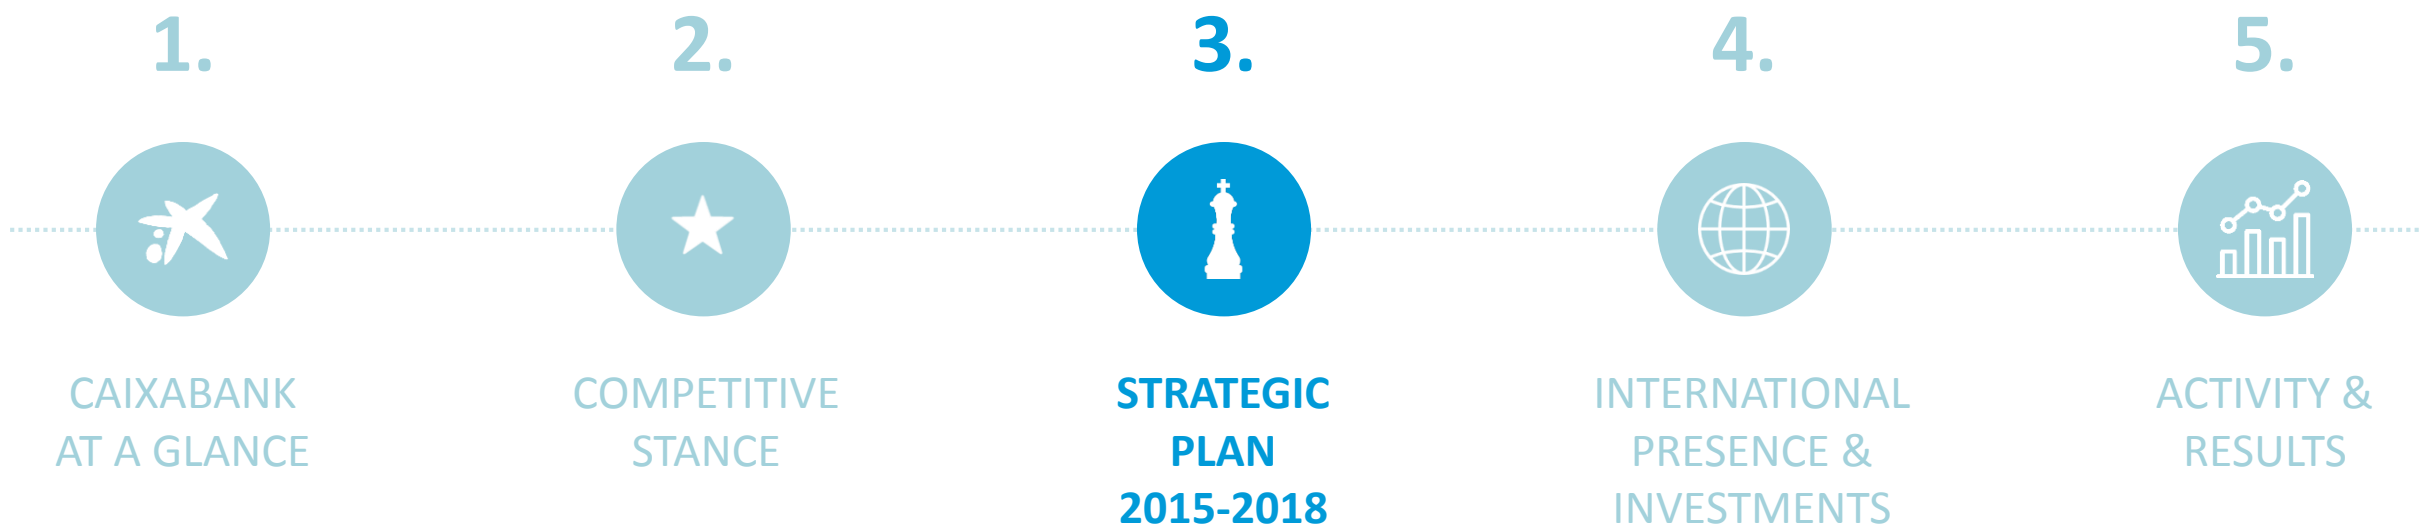 1.
2.
3.
4.
5.
CAIXABANK
AT A GLANCE
COMPETITIVE
STANCE
STRATEGIC
PLAN
2015-2018
INTERNATIONAL
PRESENCE &
INVESTMENTS
ACTIVITY &
RESULTS